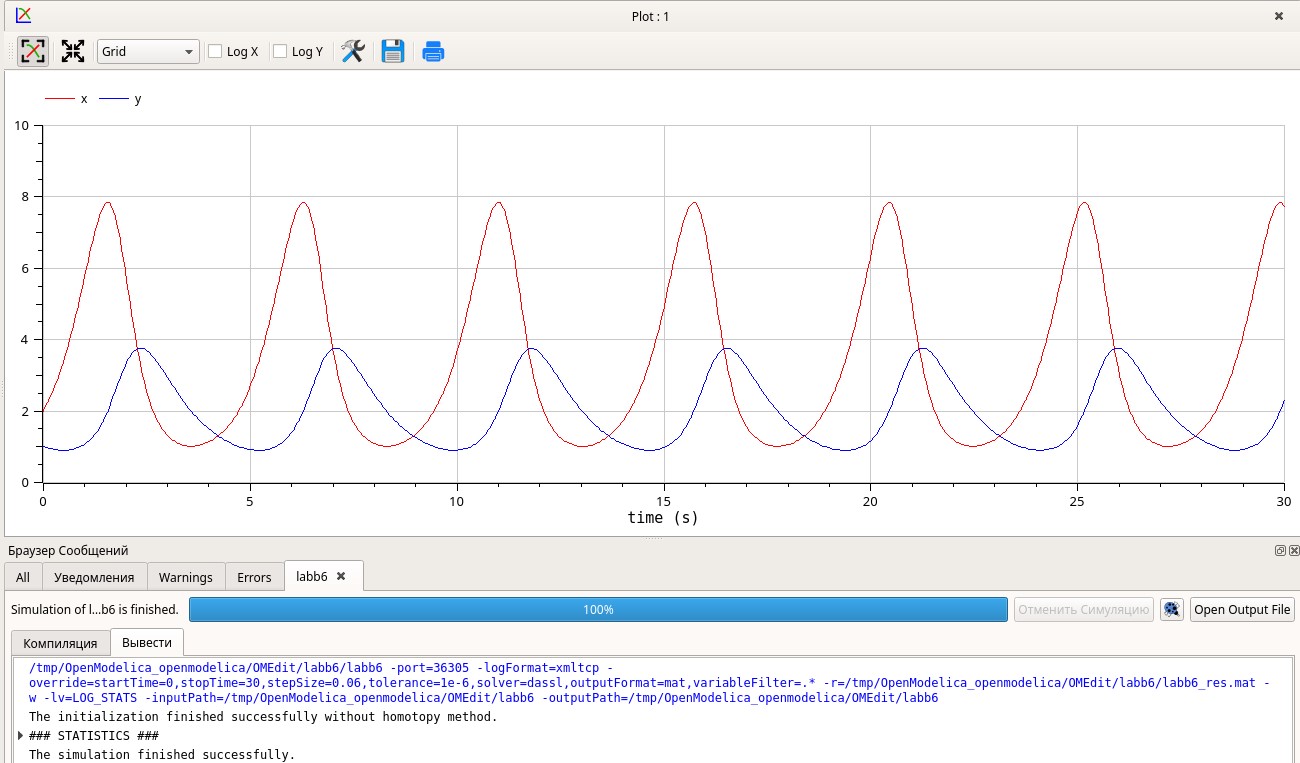 Plot : 1
Grid Log X Log Y
x y
10
8
6
4
2
0
0 5 10 15 20 25 30
time (s)
Браузер Сообщений
All Уведомления Warnings Errors labb6
Simulation of l...b6 is finished. 100% Отменить Симуляцию Open Output File
Компиляция Вывести
/tmp/OpenModelica_openmodelica/OMEdit/labb6/labb6 -port=36305 -logFormat=xmltcp -
override=startTime=0,stopTime=30,stepSize=0.06,tolerance=1e-6,solver=dassl,outputFormat=mat,variableFilter=.* -r=/tmp/OpenModelica_openmodelica/OMEdit/labb6/labb6_res.mat -
w -lv=LOG_STATS -inputPath=/tmp/OpenModelica_openmodelica/OMEdit/labb6 -outputPath=/tmp/OpenModelica_openmodelica/OMEdit/labb6
The initialization finished successfully without homotopy method.
### STATISTICS ###
The simulation finished successfully.